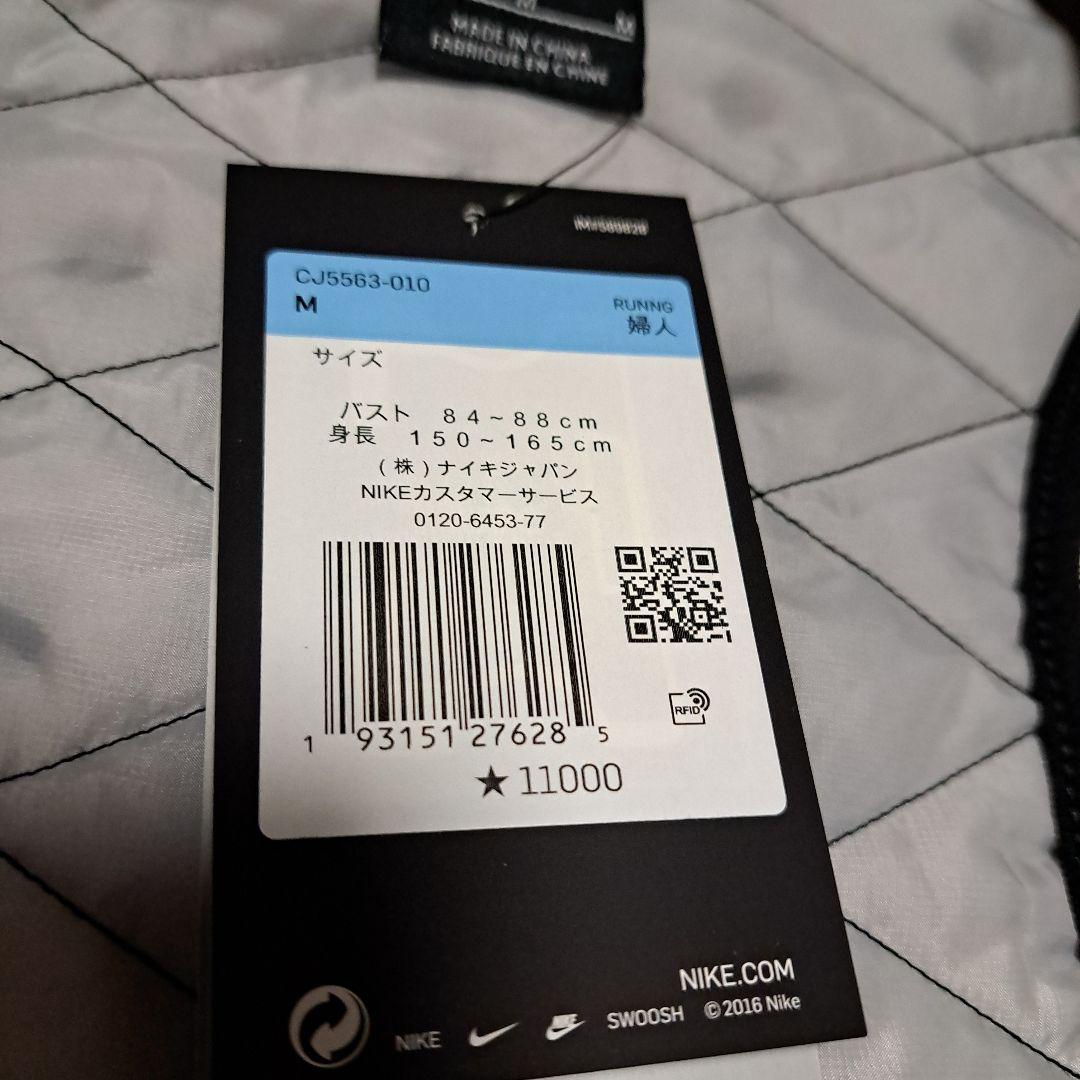 M M
MADE IN CHINA
FABRIQUE EN CHINE
CJ5563-010
M
RUNNG
婦人
サイズ
バスト 84~88cm
身長 150~165cm
(株)ナイキジャパン
NIKEカスタマーサービス
0120-6453-77
RFID
1 93151 27628 5
★11000
NIKE.COM
NIKE NIKE SWOOSH ©2016 Nike